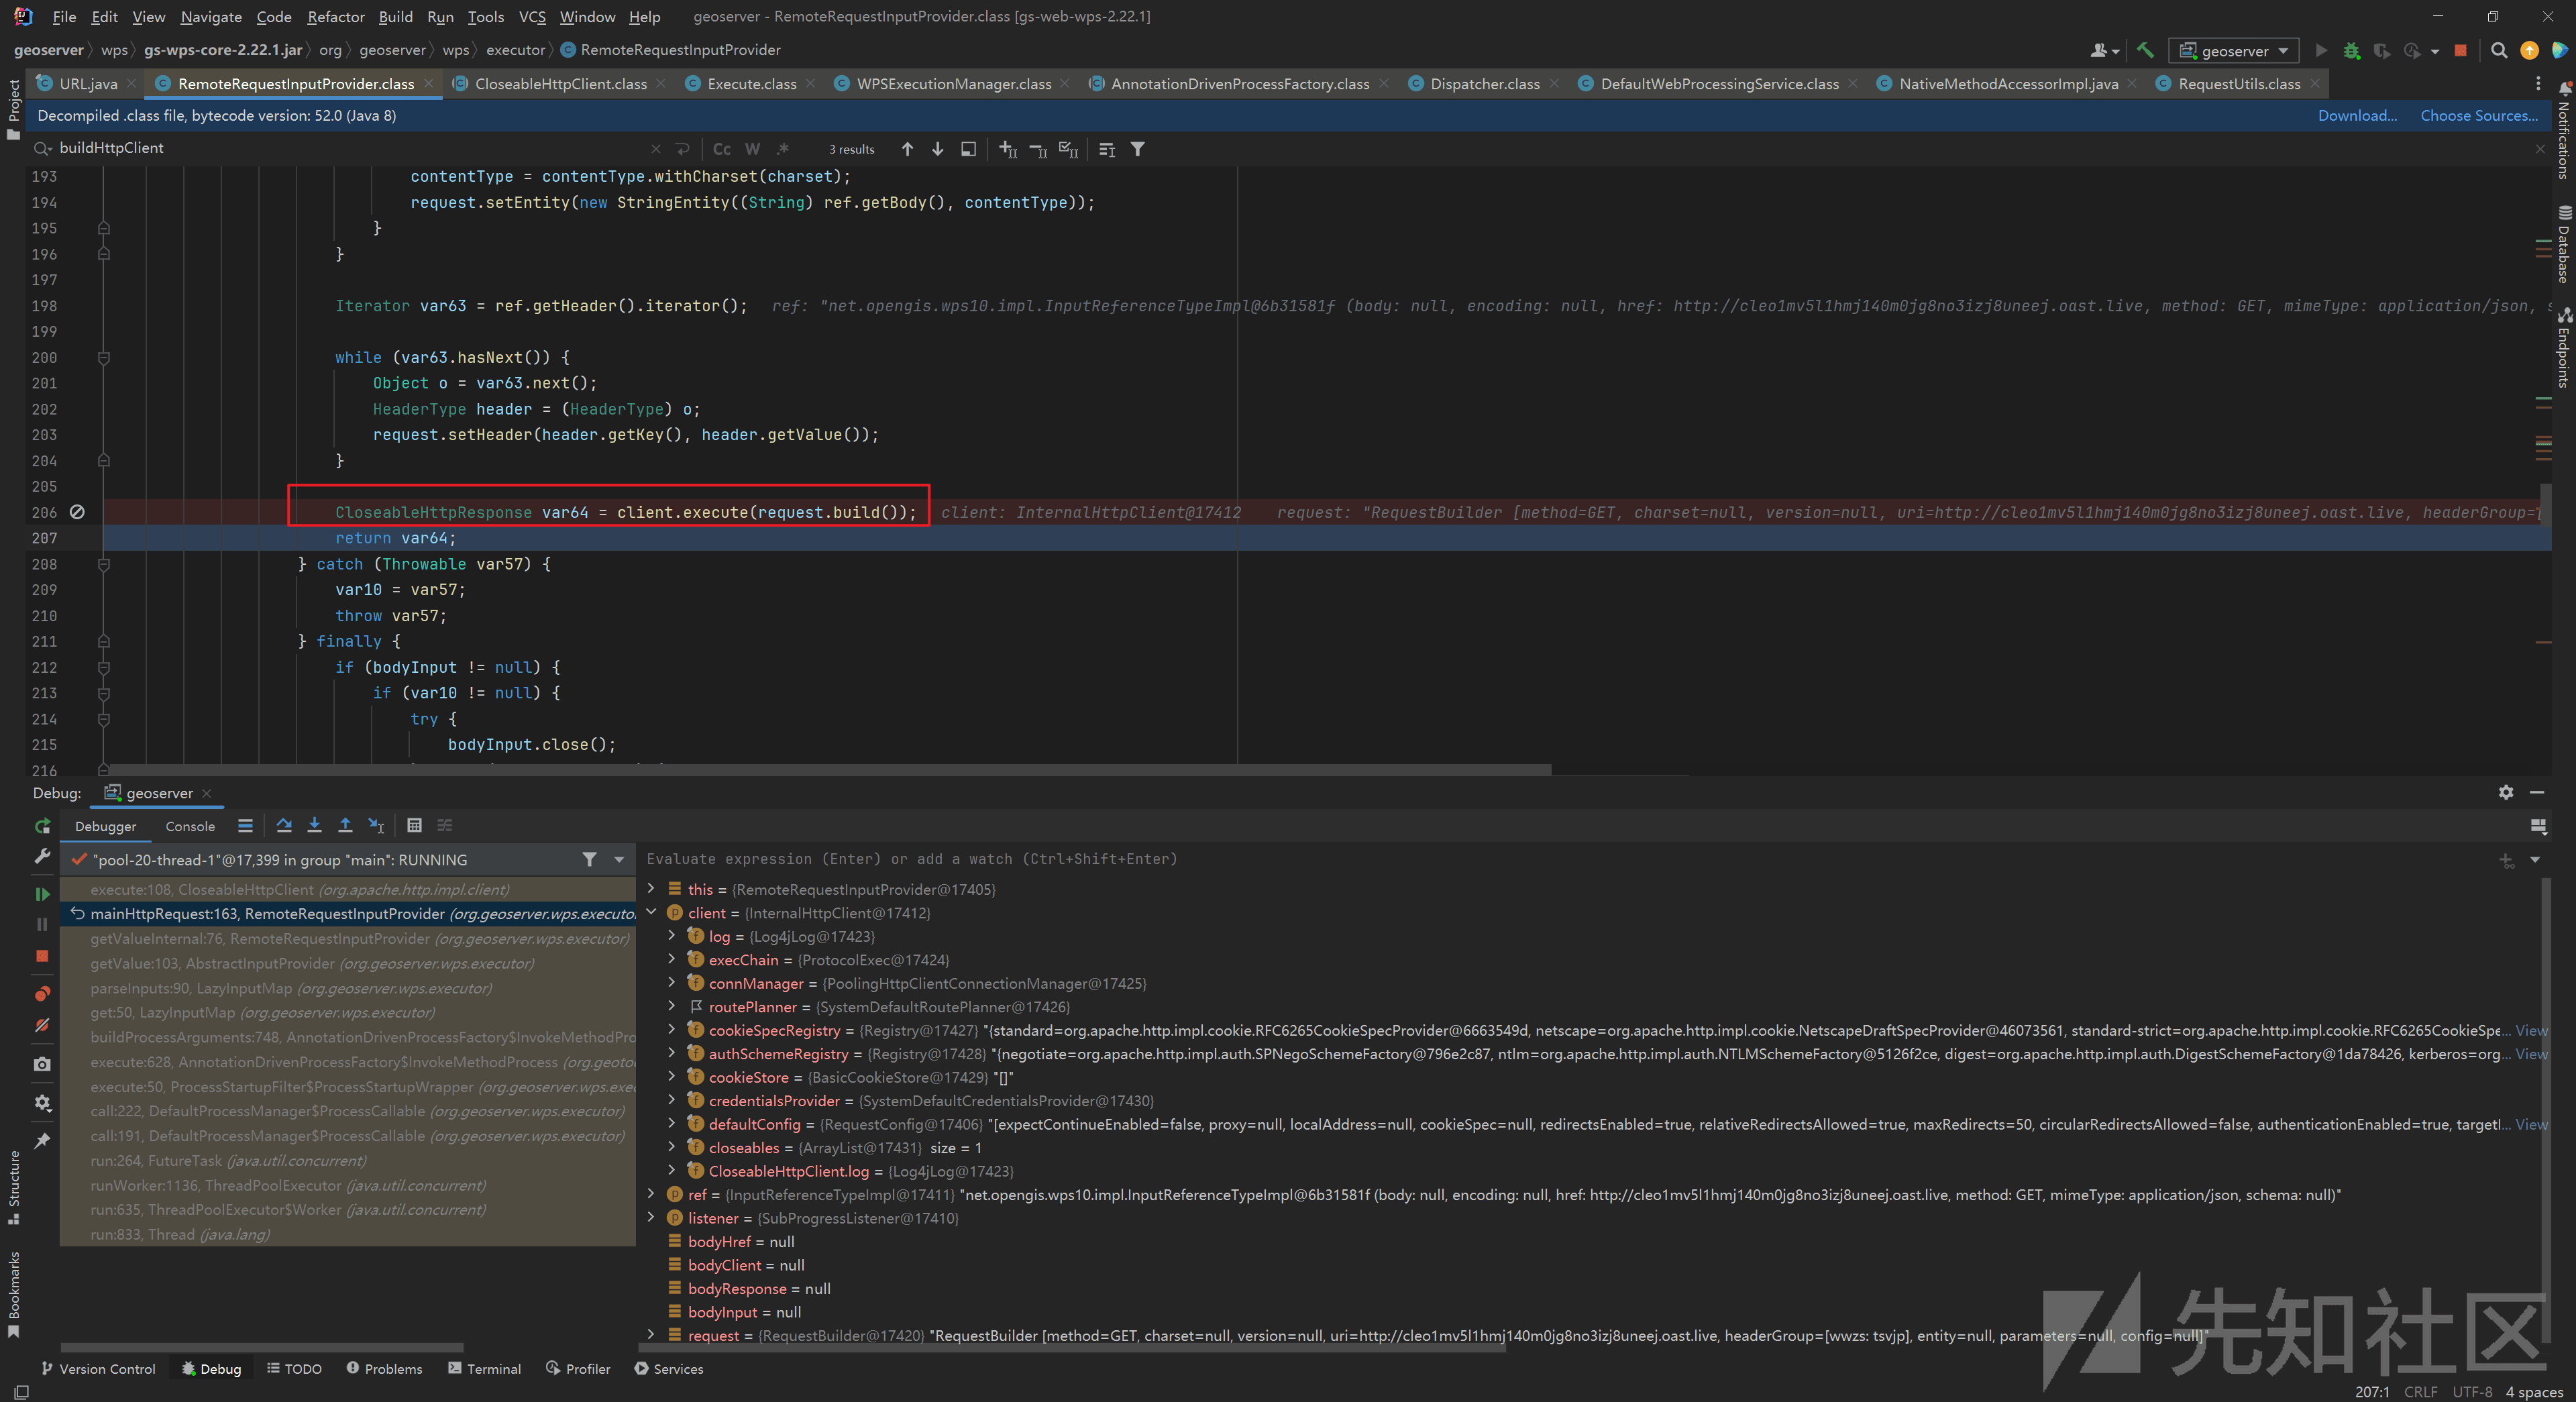 File Edit View Navigate Code Refactor Build Run Tools VCS Window Help geoserver - RemoteRequestInputProvider.class [gs-web-wps-2.22.1]
geoserver wps gs-wps-core-2.22.1.jar org geoserver wps executor RemoteRequestInputProvider geoserver
URL.java RemoteRequestInputProvider.class CloseableHttpClient.class Execute.class WPSExecutionManager.class AnnotationDrivenProcessFactory.class Dispatcher.class DefaultWebProcessingService.class NativeMethodAccessorImpl.java RequestUtils.class
Decompiled .class file, bytecode version: 52.0 (Java 8) Download... Choose Sources...
buildHttpClient Cc W .* 3 results
193 contentType = contentType.withCharset(charset);
194 request.setEntity(new StringEntity((String) ref.getBody(), contentType));
195 }
196 }
197
198 Iterator var63 = ref.getHeader().iterator(); ref: "net.opengis.wps10.impl.InputReferenceTypeImpl@6b31581f (body: null, encoding: null, href: http://cleo1mv5l1hmj140m0jg8no3izj8uneej.oast.live, method: GET, mimeType: application/json, s
199
200 while (var63.hasNext()) {
201 Object o = var63.next();
202 HeaderType header = (HeaderType) o;
203 request.setHeader(header.getKey(), header.getValue());
204 }
205
206 CloseableHttpResponse var64 = client.execute(request.build()); client: InternalHttpClient@17412 request: "RequestBuilder [method=GET, charset=null, version=null, uri=http://cleo1mv5l1hmj140m0jg8no3izj8uneej.oast.live, headerGroup=[
207 return var64;
208 } catch (Throwable var57) {
209 var10 = var57;
210 throw var57;
211 } finally {
212 if (bodyInput != null) {
213 if (var10 != null) {
214 try {
215 bodyInput.close();
216
Project
Structure
Bookmarks
Notifications
Database
Endpoints
Debug: geoserver
Debugger Console
"pool-20-thread-1"@17,399 in group "main": RUNNING
execute:108, CloseableHttpClient (org.apache.http.impl.client)
mainHttpRequest:163, RemoteRequestInputProvider (org.geoserver.wps.executo
getValueInternal:76, RemoteRequestInputProvider (org.geoserver.wps.executor)
getValue:103, AbstractInputProvider (org.geoserver.wps.executor)
parseInputs:90, LazyInputMap (org.geoserver.wps.executor)
get:50, LazyInputMap (org.geoserver.wps.executor)
buildProcessArguments:748, AnnotationDrivenProcessFactory$InvokeMethodPro
execute:628, AnnotationDrivenProcessFactory$InvokeMethodProcess (org.geoto
execute:50, ProcessStartupFilter$ProcessStartupWrapper (org.geoserver.wps.exec
call:222, DefaultProcessManager$ProcessCallable (org.geoserver.wps.executor)
call:191, DefaultProcessManager$ProcessCallable (org.geoserver.wps.executor)
run:264, FutureTask (java.util.concurrent)
runWorker:1136, ThreadPoolExecutor (java.util.concurrent)
run:635, ThreadPoolExecutor$Worker (java.util.concurrent)
run:833, Thread (java.lang)
Evaluate expression (Enter) or add a watch (Ctrl+Shift+Enter)
this = {RemoteRequestInputProvider@17405}
client = {InternalHttpClient@17412}
log = {Log4jLog@17423}
execChain = {ProtocolExec@17424}
connManager = {PoolingHttpClientConnectionManager@17425}
routePlanner = {SystemDefaultRoutePlanner@17426}
cookieSpecRegistry = {Registry@17427} "{standard=org.apache.http.impl.cookie.RFC6265CookieSpecProvider@6663549d, netscape=org.apache.http.impl.cookie.NetscapeDraftSpecProvider@46073561, standard-strict=org.apache.http.impl.cookie.RFC6265CookieSpe... View
authSchemeRegistry = {Registry@17428} "{negotiate=org.apache.http.impl.auth.SPNegoSchemeFactory@796e2c87, ntlm=org.apache.http.impl.auth.NTLMSchemeFactory@5126f2ce, digest=org.apache.http.impl.auth.DigestSchemeFactory@1da78426, kerberos=org... View
cookieStore = {BasicCookieStore@17429} "[]"
credentialsProvider = {SystemDefaultCredentialsProvider@17430}
defaultConfig = {RequestConfig@17406} "[expectContinueEnabled=false, proxy=null, localAddress=null, cookieSpec=null, redirectsEnabled=true, relativeRedirectsAllowed=true, maxRedirects=50, circularRedirectsAllowed=false, authenticationEnabled=true, targetI... View
closeables = {ArrayList@17431} size = 1
CloseableHttpClient.log = {Log4jLog@17423}
ref = {InputReferenceTypeImpl@17411} "net.opengis.wps10.impl.InputReferenceTypeImpl@6b31581f (body: null, encoding: null, href: http://cleo1mv5l1hmj140m0jg8no3izj8uneej.oast.live, method: GET, mimeType: application/json, schema: null)"
listener = {SubProgressListener@17410}
bodyHref = null
bodyClient = null
bodyResponse = null
bodyInput = null
request = {RequestBuilder@17420} "RequestBuilder [method=GET, charset=null, version=null, uri=http://cleo1mv5l1hmj140m0jg8no3izj8uneej.oast.live, headerGroup=[wwzs: tsvjp], entity=null, parameters=null, config=null]"
先知社区
Version Control Debug TODO Problems Terminal Profiler Services
207:1 CRLF UTF-8 4 spaces